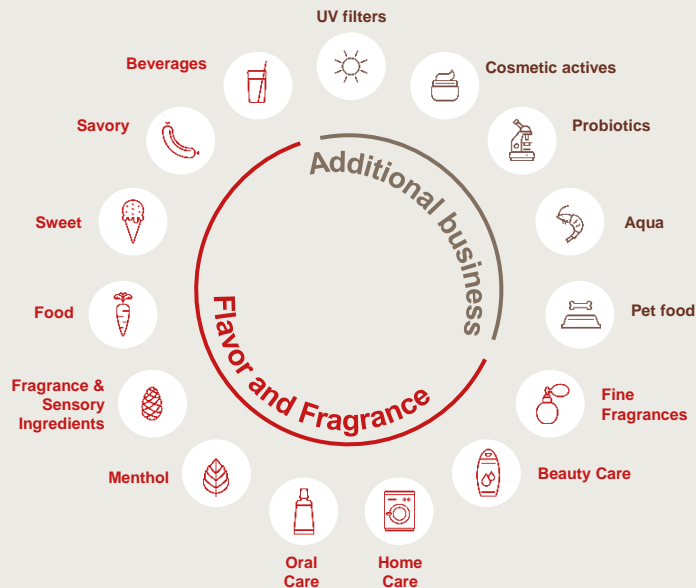 UV filters
Cosmetic actives
Probiotics
Aqua
Pet food
Fine
Fragrances
Beauty Care
Home
Care
Oral
Care
Menthol
Fragrance &
Sensory
Ingredients
Food
Sweet
Savory
Beverages
Additional business
Flavor and Fragrance